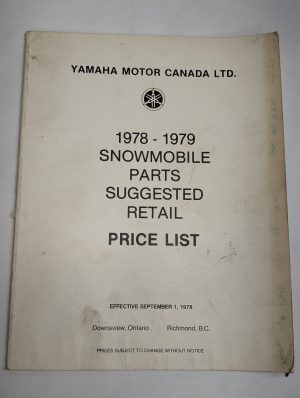 YAMAHA MOTOR CANADA LTD.
1978 - 1979
SNOWMOBILE
PARTS
SUGGESTED
RETAIL
PRICE LIST
EFFECTIVE SEPTEMBER 1, 1978
Downsview, Ontario Richmond, B.C.
PRICES SUBJECT TO CHANGE WITHOUT NOTICE